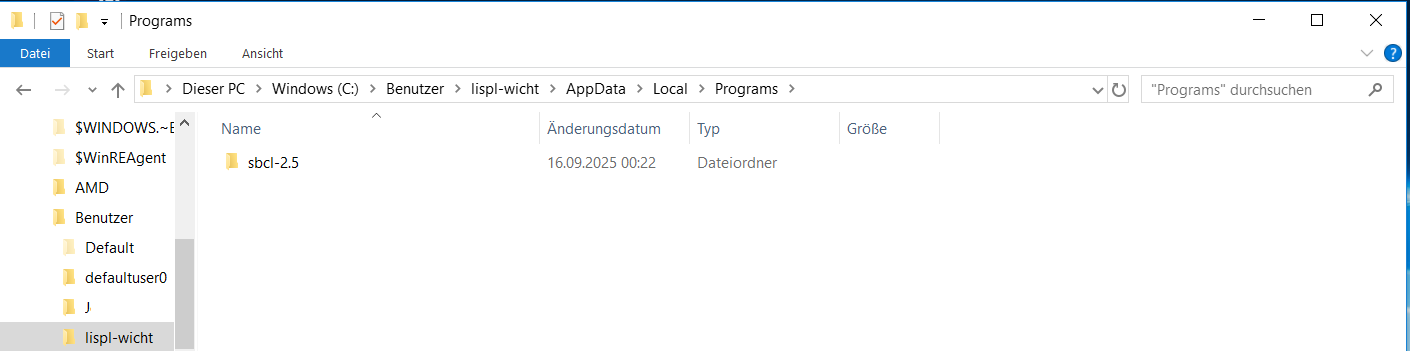 Programs
Datei Start Freigeben Ansicht ?
Dieser PC Windows (C:) Benutzer lispl-wicht AppData Local Programs "Programs" durchsuchen
$WINDOWS.~B
$WinREAgent
AMD
Benutzer
Default
defaultuser0
J
lispl-wicht
Name Änderungsdatum Typ Größe
sbcl-2.5 16.09.2025 00:22 Dateiordner